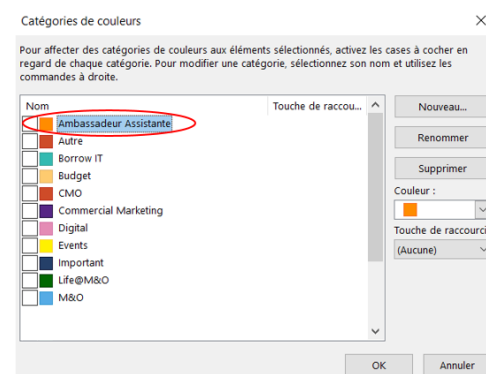 Catégories de couleurs
Pour affecter des catégories de couleurs aux éléments sélectionnés, activez les cases à cocher en
regard de chaque catégorie. Pour modifier une catégorie, sélectionnez son nom et utilisez les
commandes à droite.
Nom
Touche de raccou...
Ambassadeur Assistante
Autre
Borrow IT
Budget
CMO
Commercial Marketing
Digital
Events
Important
Life@M&O
M&O
Nouveau...
Renommer
Supprimer
Couleur :
Touche de raccourci
(Aucune)
OK
Annuler